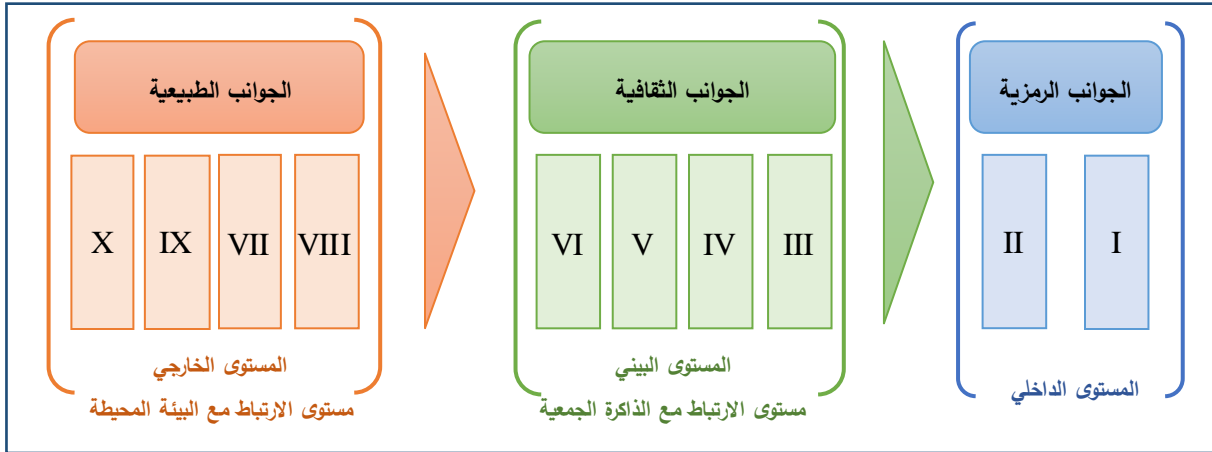 الجوانب الرمزية
I
II
المستوى الداخلي
الجوانب الثقافية
III
IV
V
VI
المستوى البيني
مستوى الارتباط مع الذاكرة الجمعية
الجوانب الطبيعية
VIII
VII
IX
X
المستوى الخارجي
مستوى الارتباط مع البيئة المحيطة